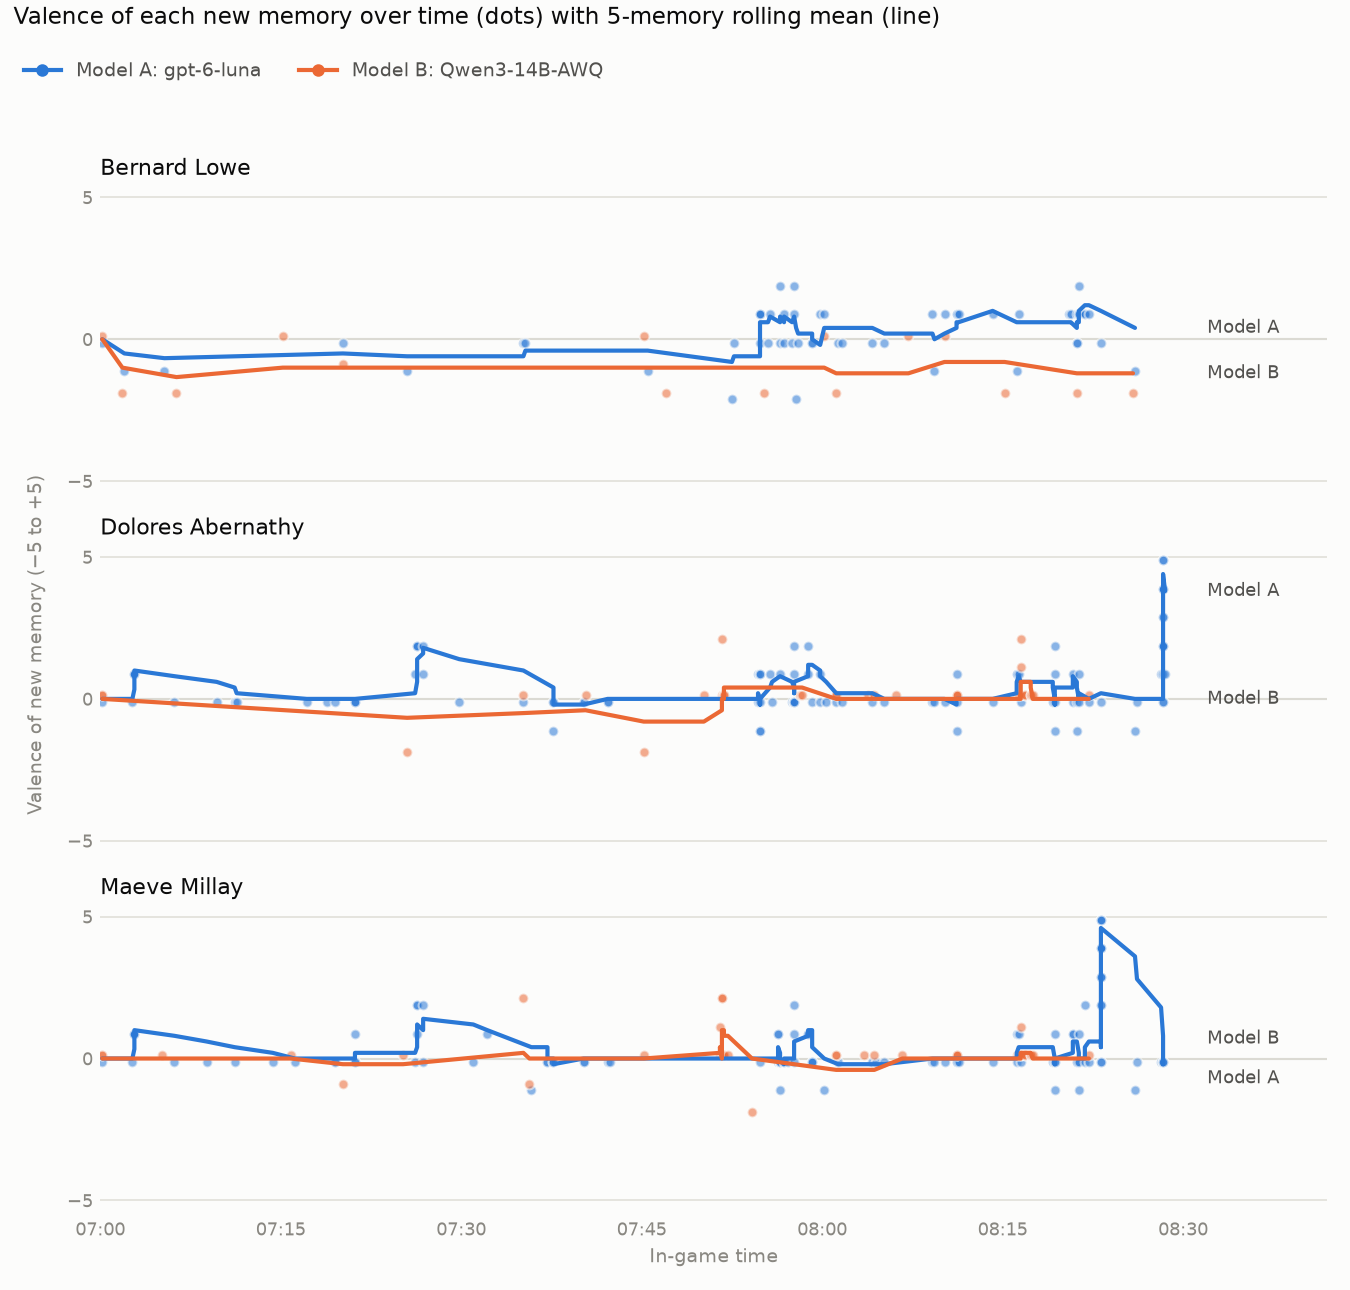 Valence of each new memory over time (dots) with 5-memory rolling mean (line)
Model A: gpt-6-luna
Model B: Qwen3-14B-AWQ
Bernard Lowe
5
0
−5
Model A
Model B
Dolores Abernathy
5
0
−5
Model A
Model B
Valence of new memory (−5 to +5)
Maeve Millay
5
0
−5
Model B
Model A
07:00
07:15
07:30
07:45
08:00
08:15
08:30
In-game time